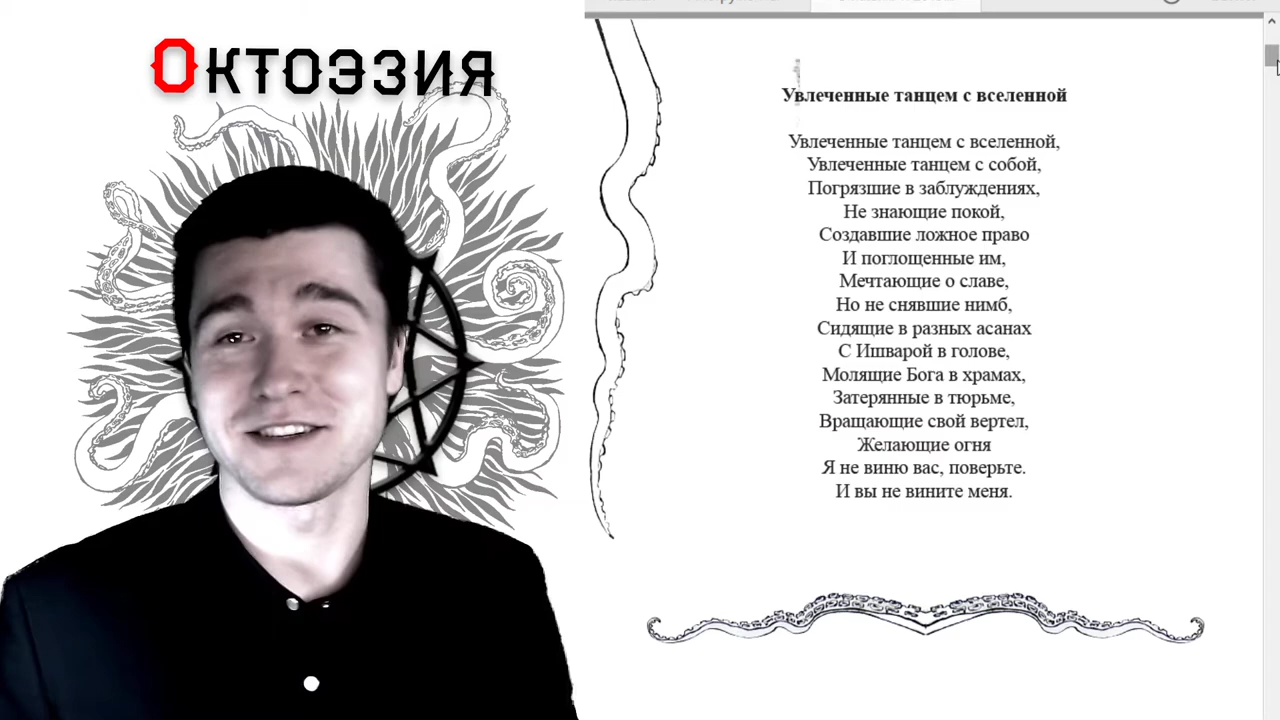 Октоэзия
Увлеченные танцем с вселенной
Увлеченные танцем с вселенной,
Увлеченные танцем с собой,
Погрязшие в заблуждениях,
Не знающие покой,
Создавшие ложное право
И поглощенные им,
Мечтающие о славе,
Но не снявшие нимб,
Сидящие в разных асанах
С Ишварой в голове,
Молящие Бога в храмах,
Затерянные в тюрьме,
Вращающие свой вертел,
Желающие огня
Я не виню вас, поверьте.
И вы не вините меня.